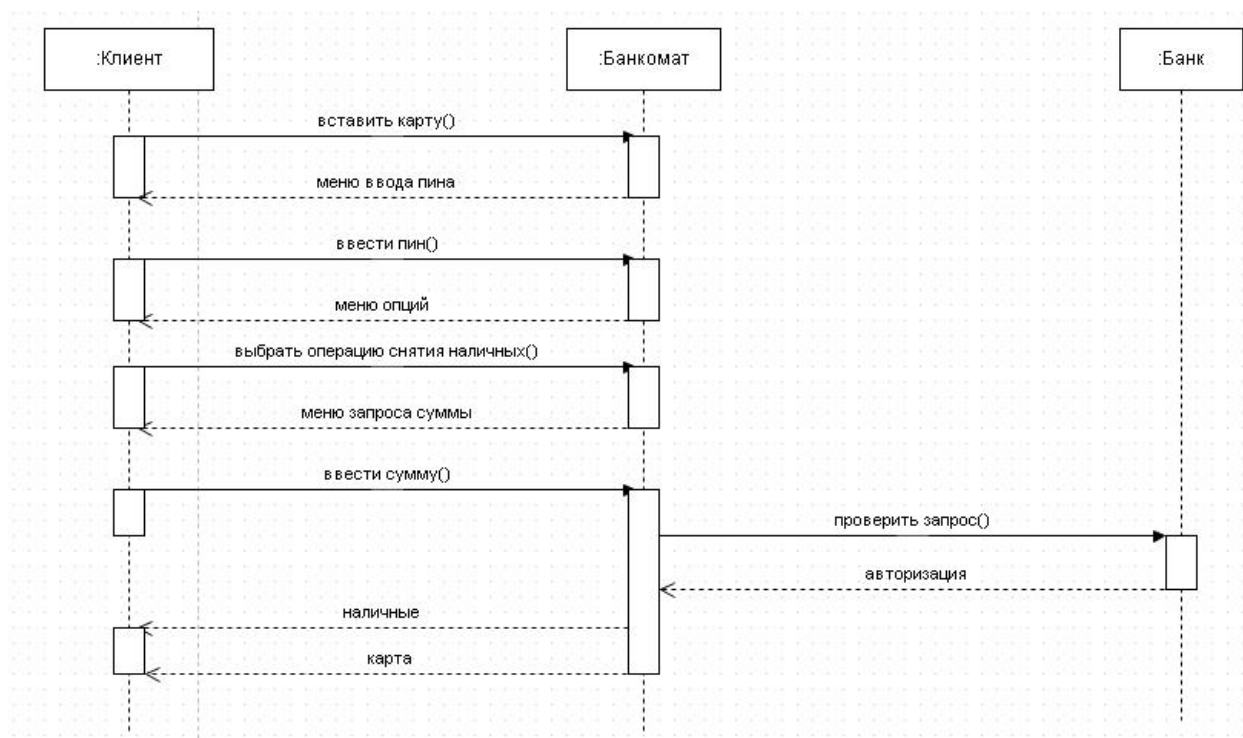 :Клиент
:Банкомат
:Банк
вставить карту()
меню ввода пина
ввести пин()
меню опций
выбрать операцию снятия наличных()
меню запроса суммы
ввести сумму()
проверить запрос()
авторизация
наличные
карта